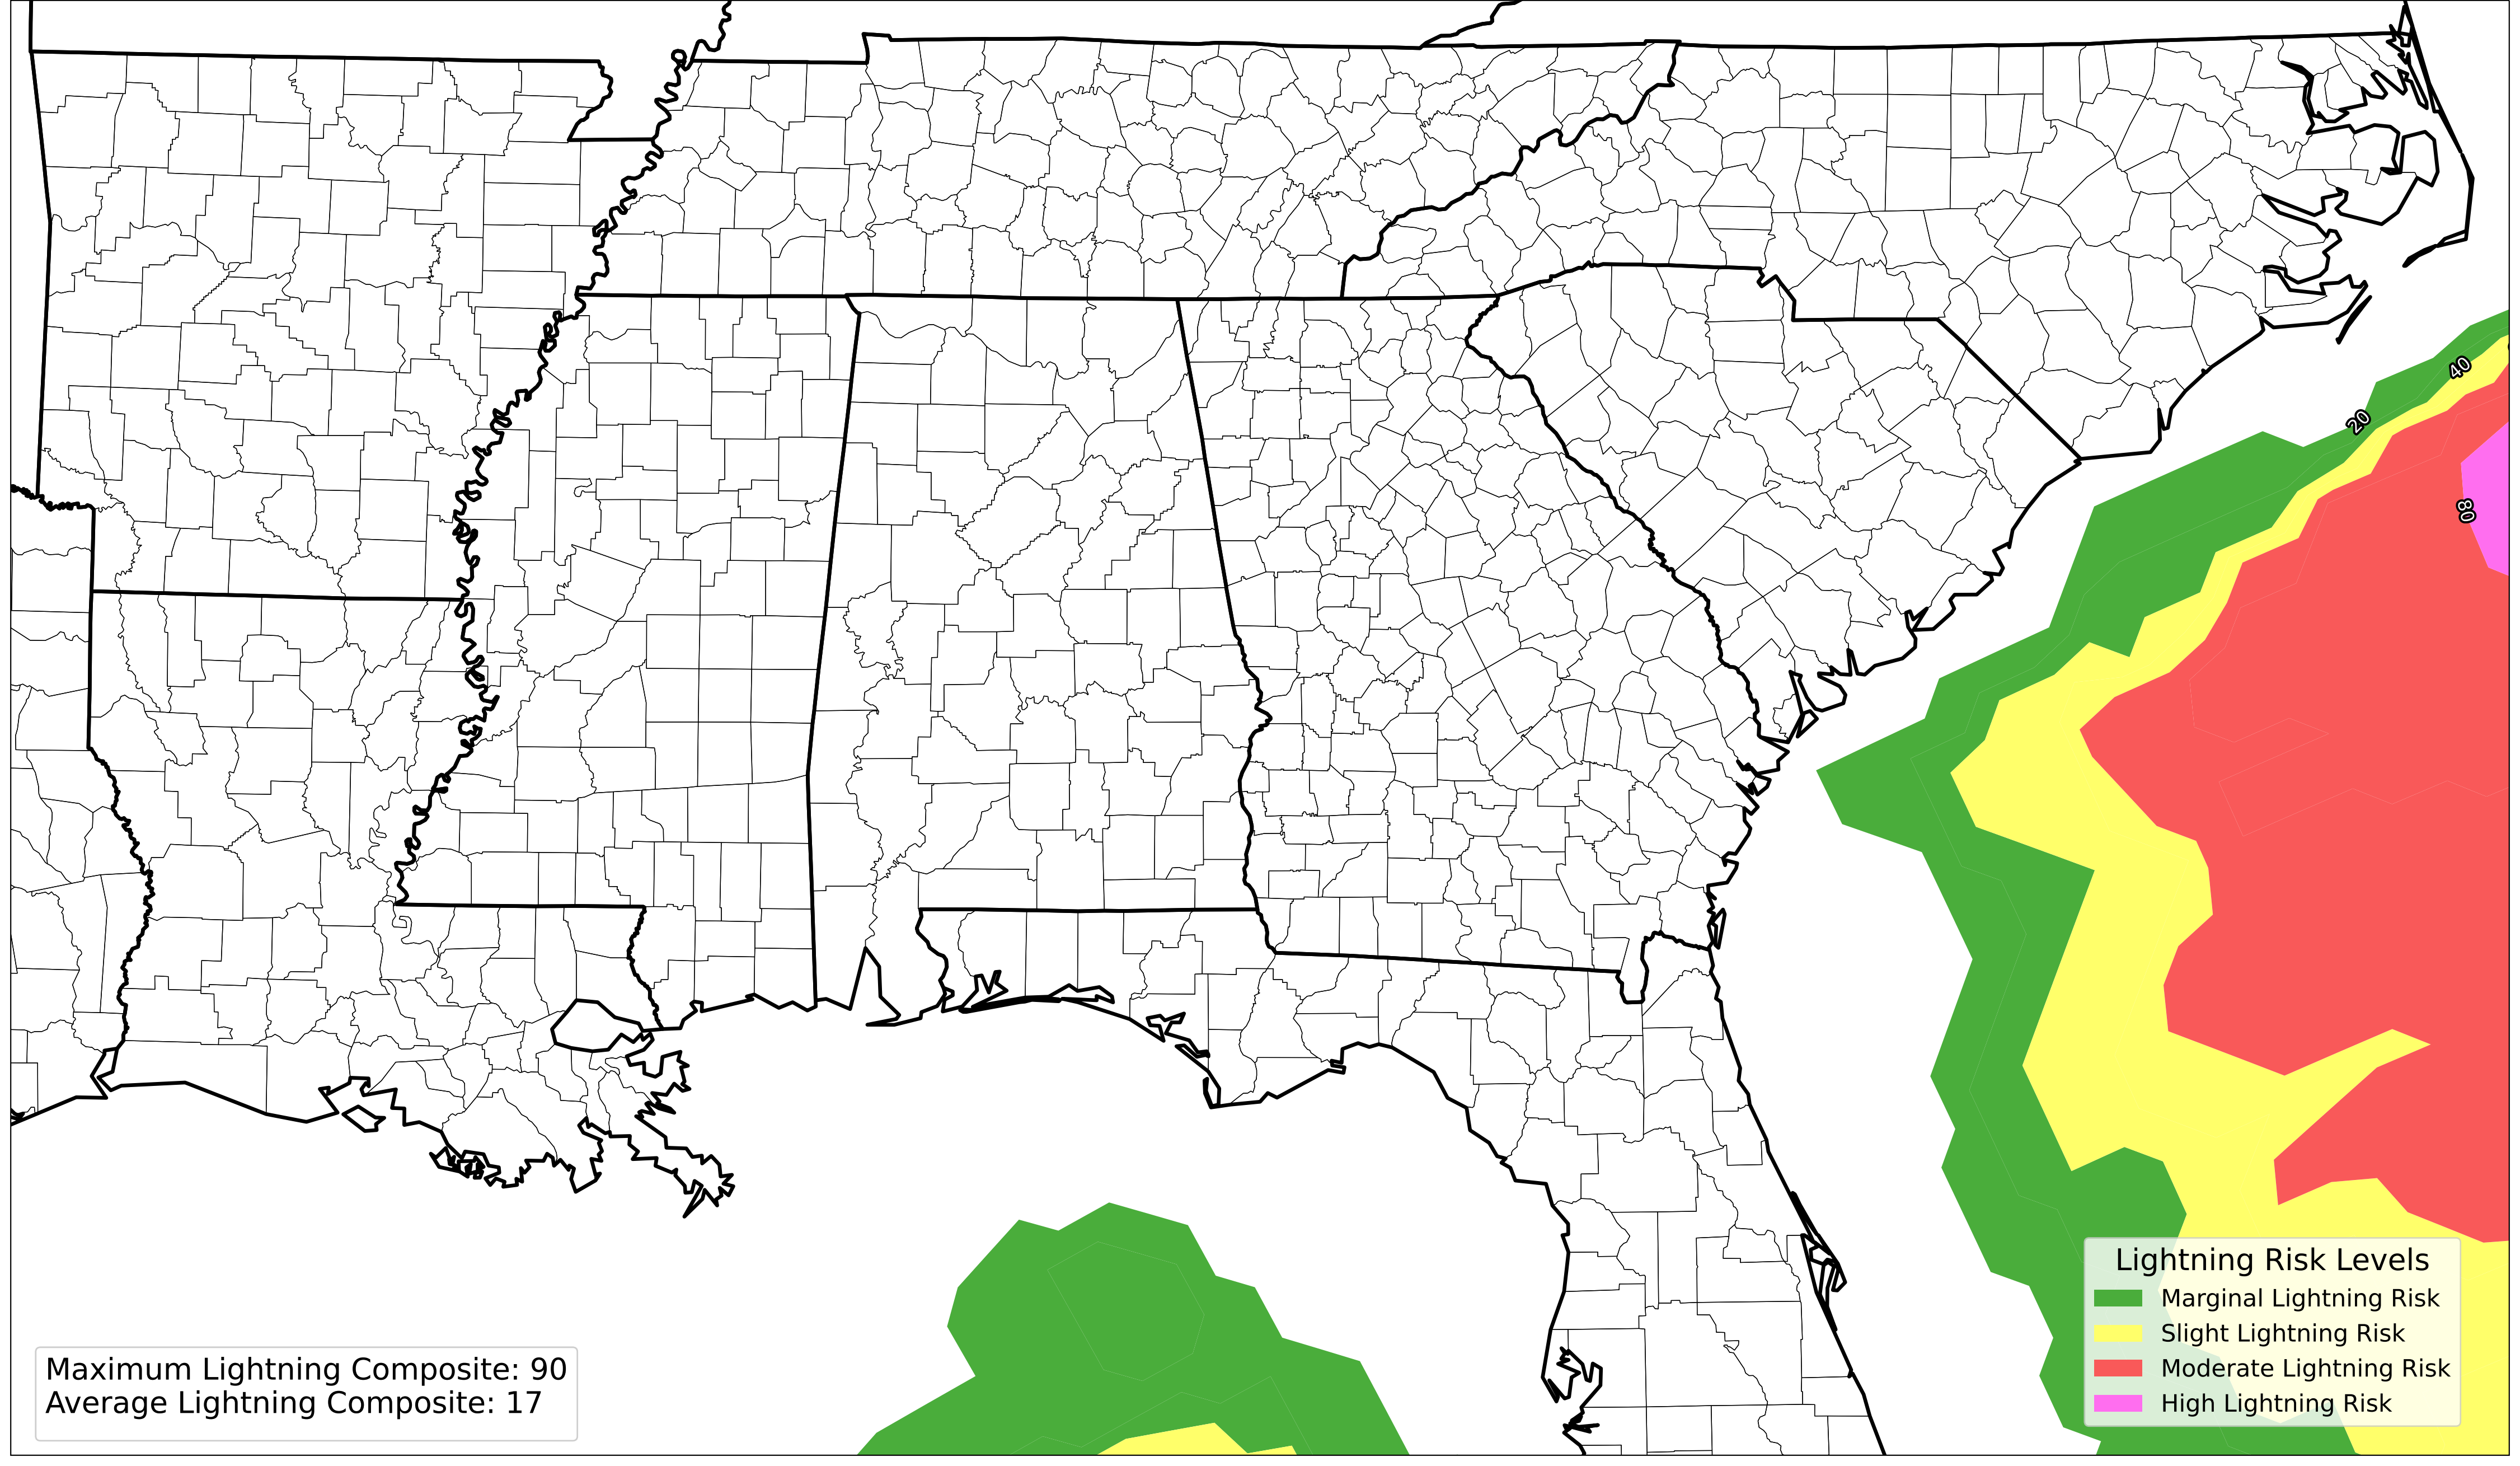 40
20
80
Lightning Risk Levels
Marginal Lightning Risk
Slight Lightning Risk
Moderate Lightning Risk
High Lightning Risk
Maximum Lightning Composite: 90
Average Lightning Composite: 17